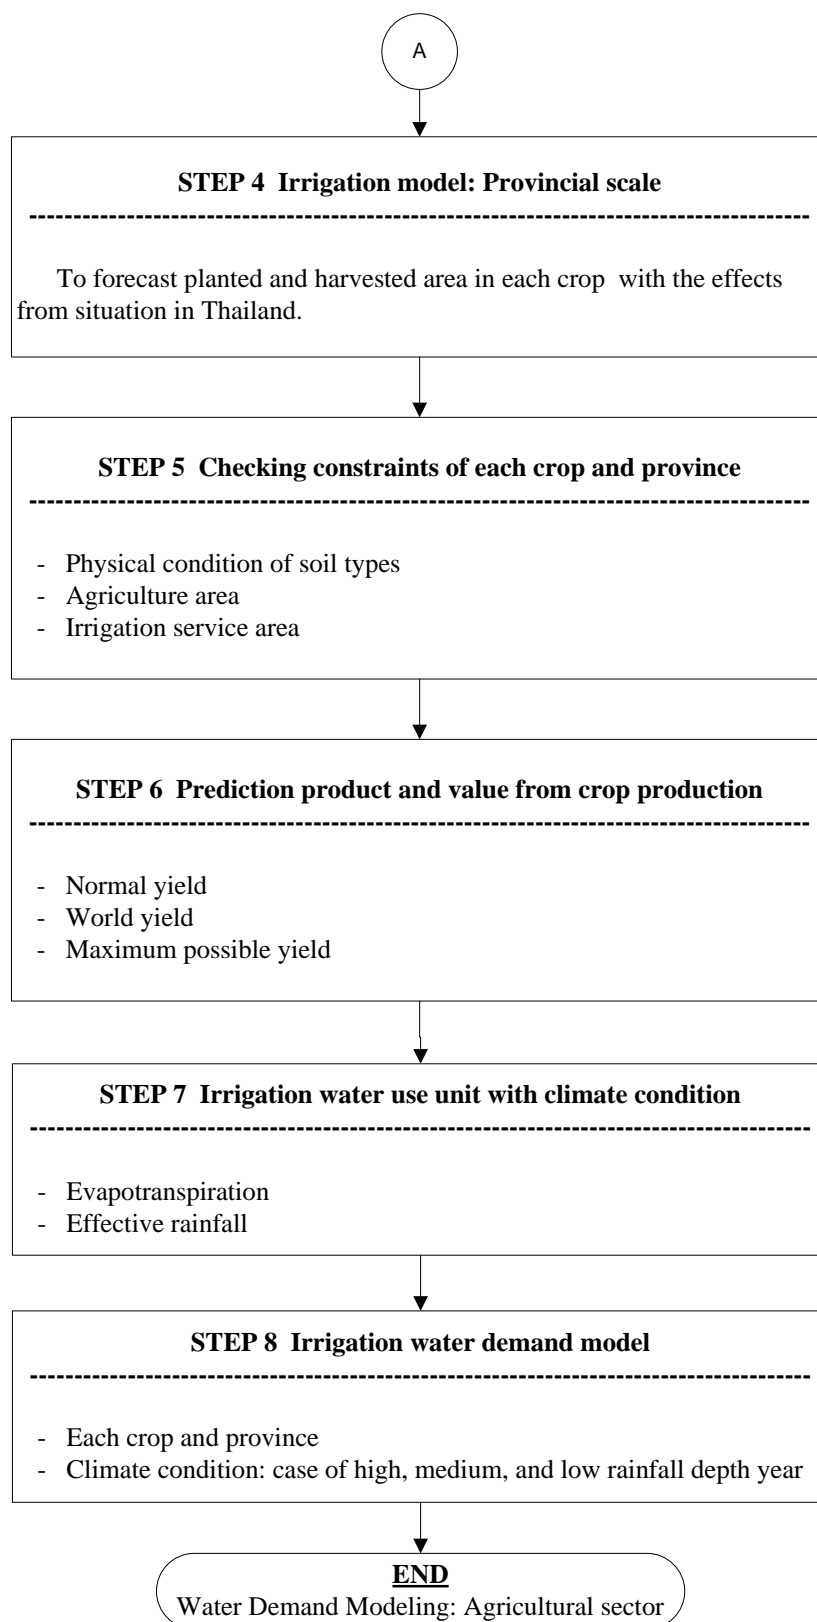 A
STEP 4 Irrigation model: Provincial scale
--------------------------------------------------------------------------------
To forecast planted and harvested area in each crop with the effects
from situation in Thailand.
STEP 5 Checking constraints of each crop and province
--------------------------------------------------------------------------------
- Physical condition of soil types
- Agriculture area
- Irrigation service area
STEP 6 Prediction product and value from crop production
--------------------------------------------------------------------------------
- Normal yield
- World yield
- Maximum possible yield
STEP 7 Irrigation water use unit with climate condition
--------------------------------------------------------------------------------
- Evapotranspiration
- Effective rainfall
STEP 8 Irrigation water demand model
--------------------------------------------------------------------------------
- Each crop and province
- Climate condition: case of high, medium, and low rainfall depth year
END
Water Demand Modeling: Agricultural sector